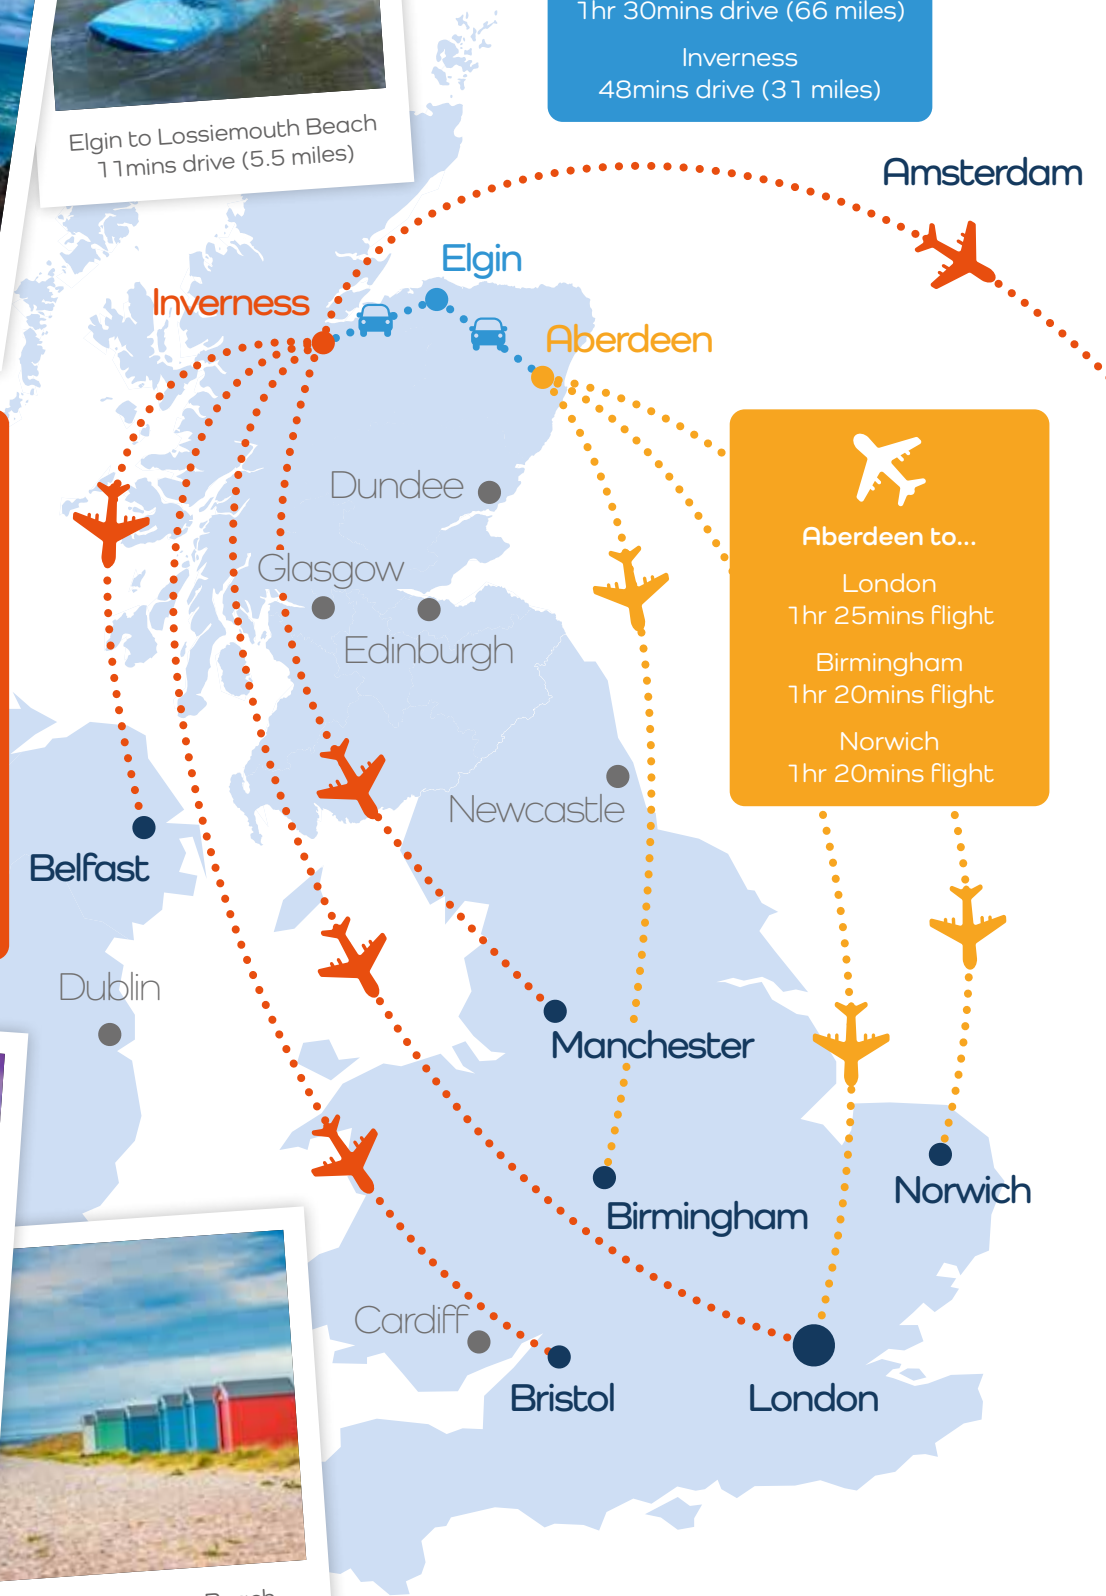 1hr 30mins drive (66 miles)
Inverness
48mins drive (31 miles)
Elgin to Lossiemouth Beach
11mins drive (5.5 miles)
Amsterdam
Elgin
Inverness
Aberdeen
Dundee
Glasgow
Edinburgh
Aberdeen to...
London
1hr 25mins flight
Birmingham
1hr 20mins flight
Norwich
1hr 20mins flight
Newcastle
Belfast
Dublin
Manchester
Norwich
Birmingham
Cardiff
Bristol
London